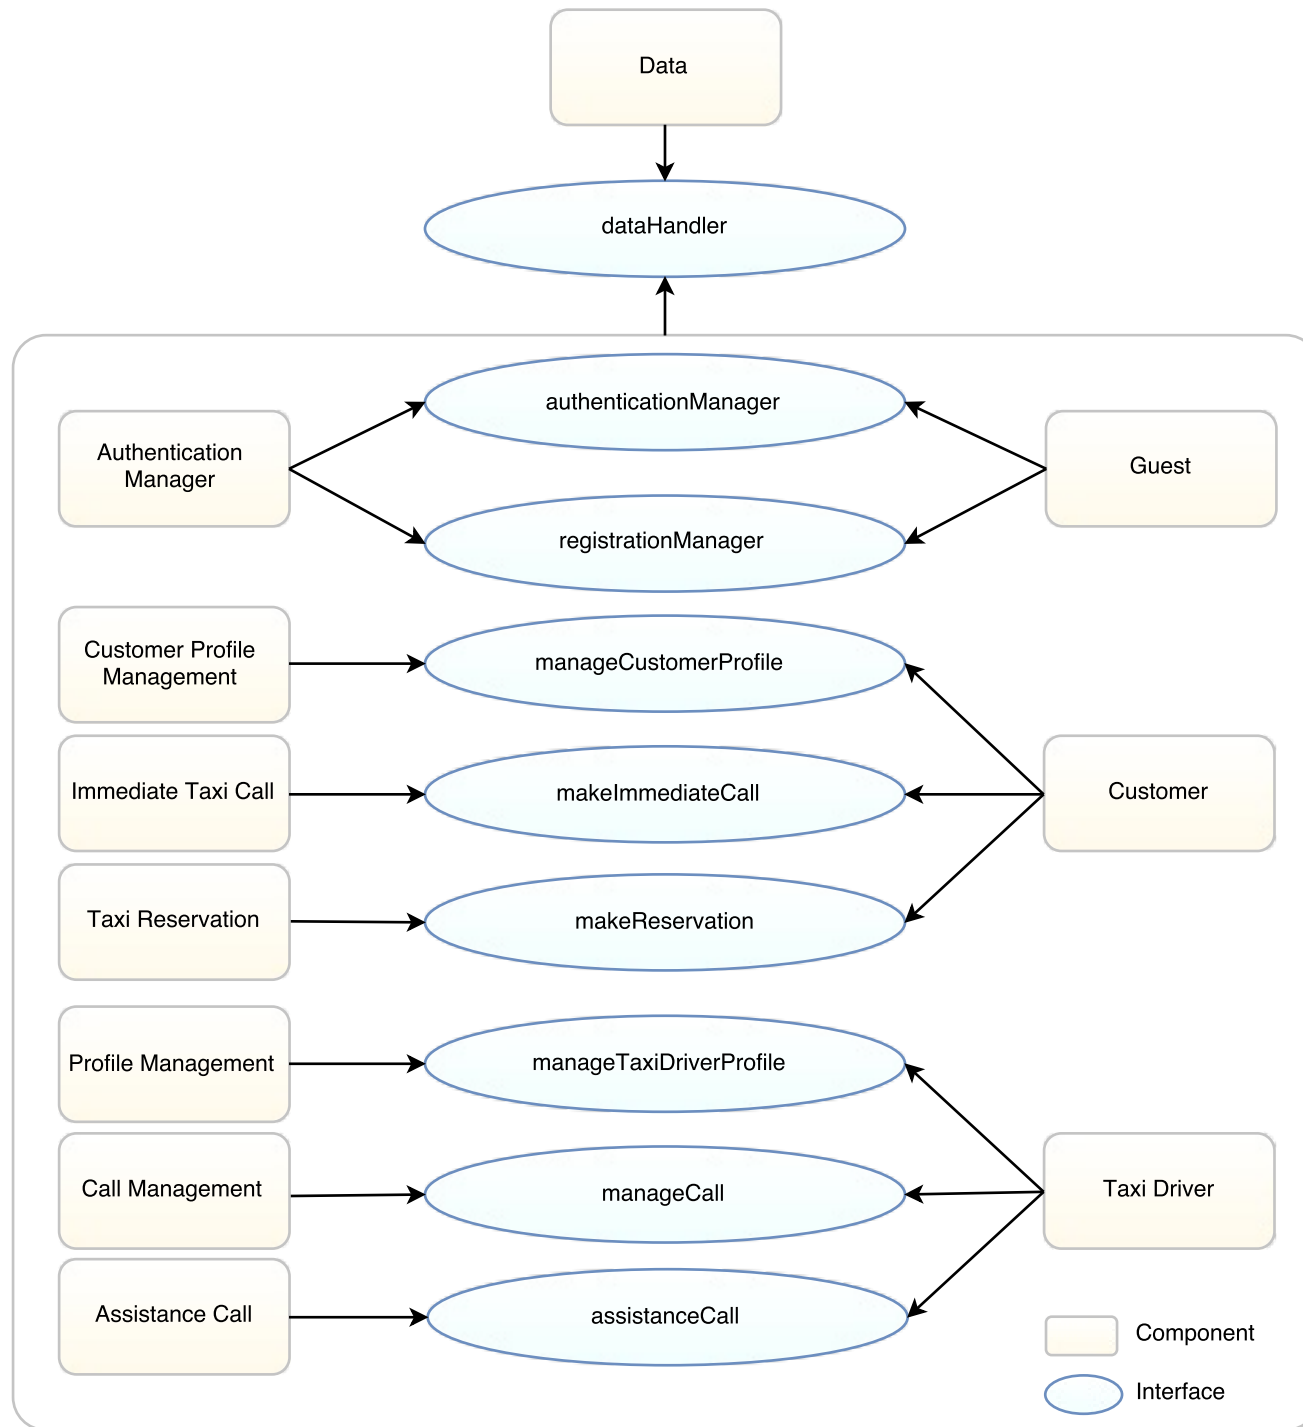 Data
dataHandler
authenticationManager
Authentication
Manager
Guest
registrationManager
Customer Profile
Management
manageCustomerProfile
Immediate Taxi Call
makeImmediateCall
Customer
Taxi Reservation
makeReservation
Profile Management
manageTaxiDriverProfile
Call Management
manageCall
Taxi Driver
Assistance Call
assistanceCall
Component
Interface